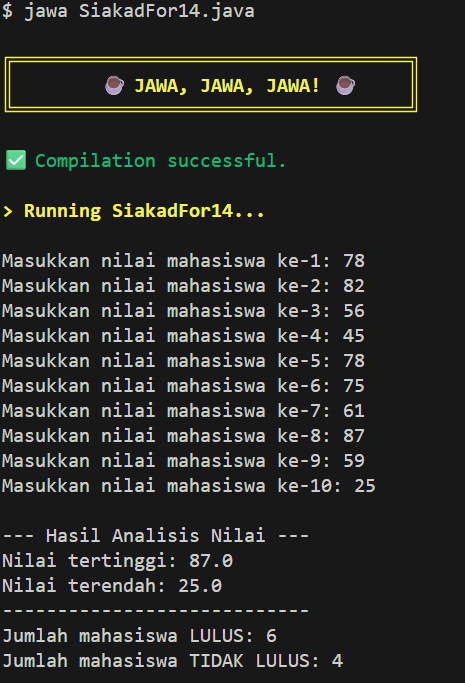 $ jawa SiakadFor14.java
☕ JAWA, JAWA, JAWA! ☕
✅ Compilation successful.
> Running SiakadFor14...
Masukkan nilai mahasiswa ke-1: 78
Masukkan nilai mahasiswa ke-2: 82
Masukkan nilai mahasiswa ke-3: 56
Masukkan nilai mahasiswa ke-4: 45
Masukkan nilai mahasiswa ke-5: 78
Masukkan nilai mahasiswa ke-6: 75
Masukkan nilai mahasiswa ke-7: 61
Masukkan nilai mahasiswa ke-8: 87
Masukkan nilai mahasiswa ke-9: 59
Masukkan nilai mahasiswa ke-10: 25
--- Hasil Analisis Nilai ---
Nilai tertinggi: 87.0
Nilai terendah: 25.0
----------------------------
Jumlah mahasiswa LULUS: 6
Jumlah mahasiswa TIDAK LULUS: 4